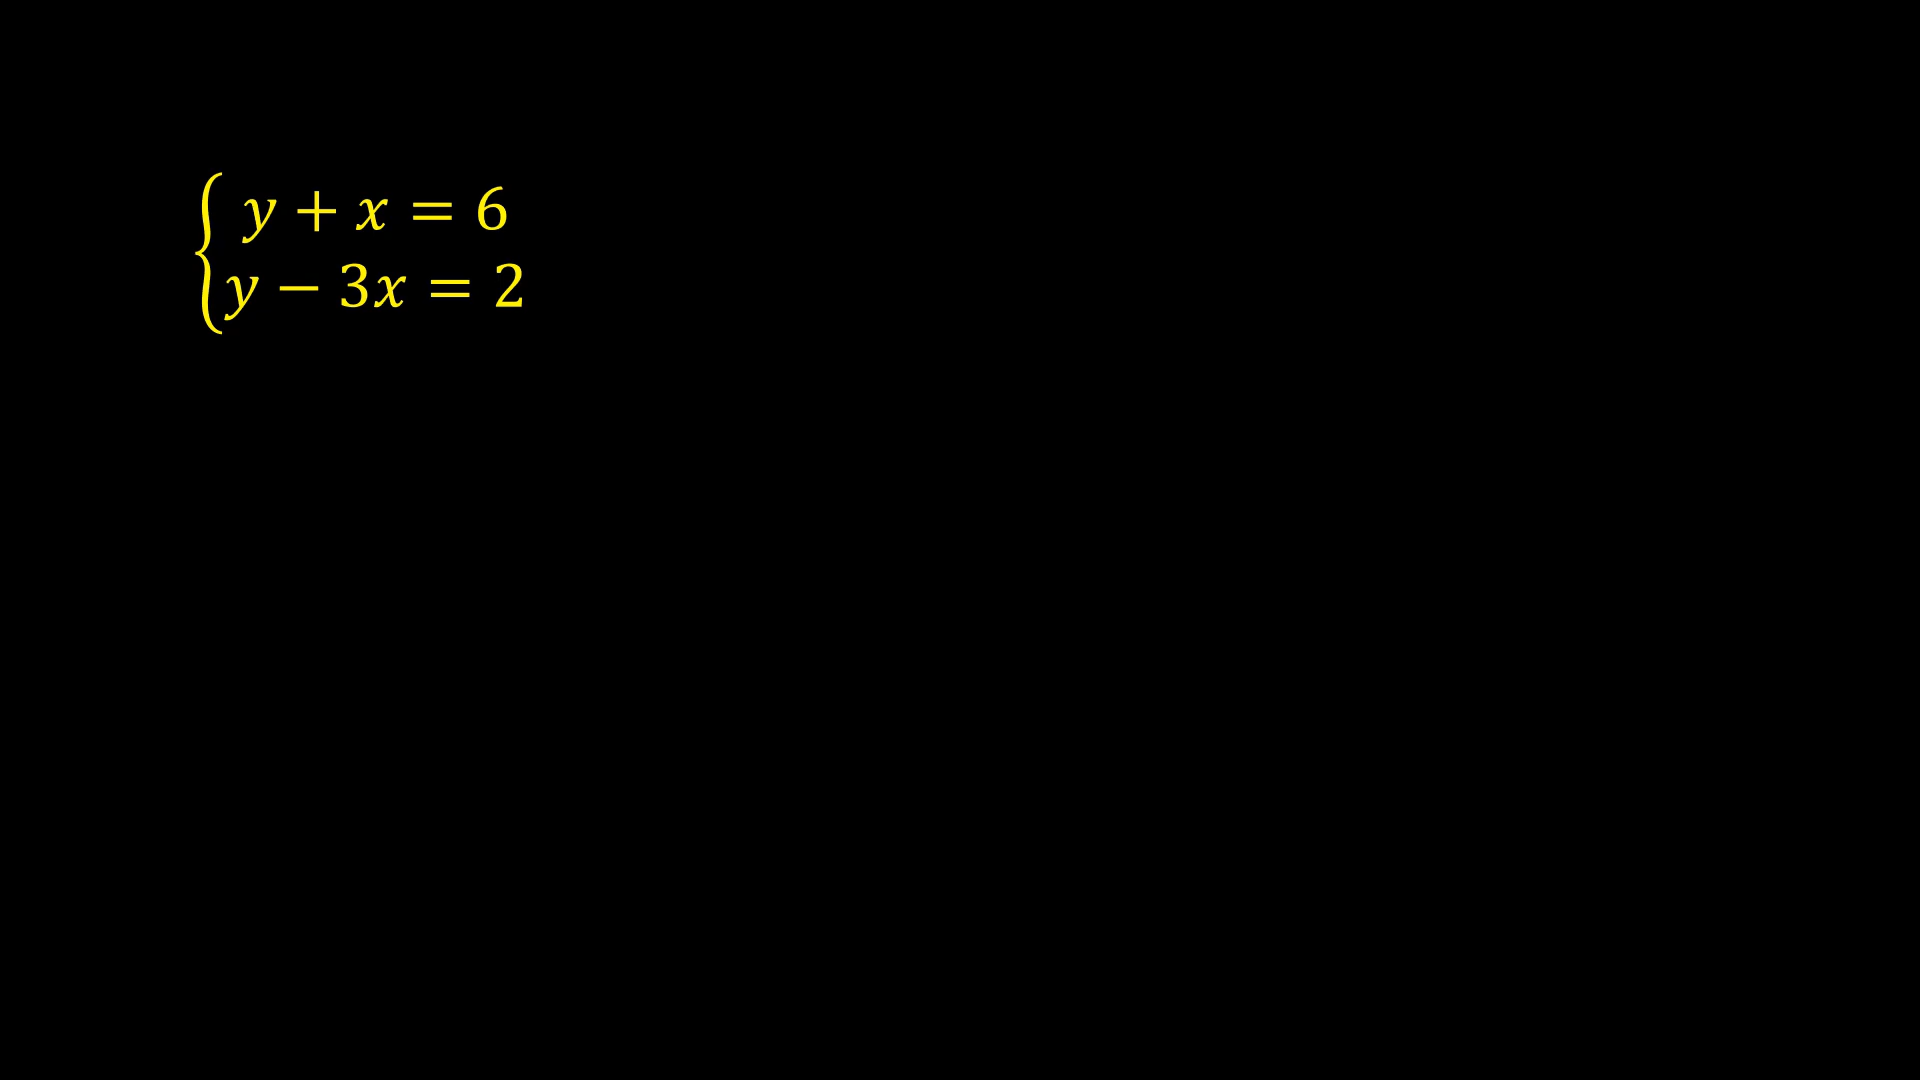 y + x = 6
y − 3x = 2